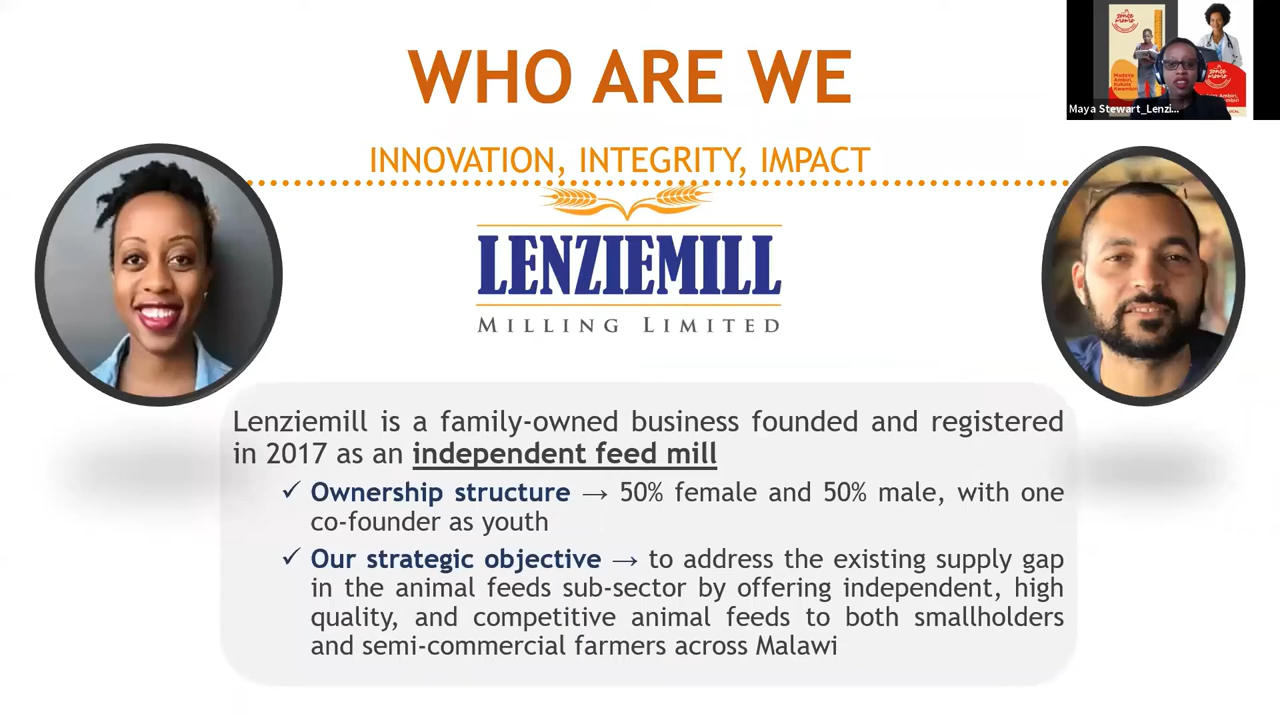 WHO ARE WE
INNOVATION, INTEGRITY, IMPACT
LENZIEMILL
MILLING LIMITED
Lenziemill is a family-owned business founded and registered
in 2017 as an independent feed mill
✓ Ownership structure → 50% female and 50% male, with one
co-founder as youth
✓ Our strategic objective → to address the existing supply gap
in the animal feeds sub-sector by offering independent, high
quality, and competitive animal feeds to both smallholders
and semi-commercial farmers across Malawi
Maya Stewart_Lenzi...